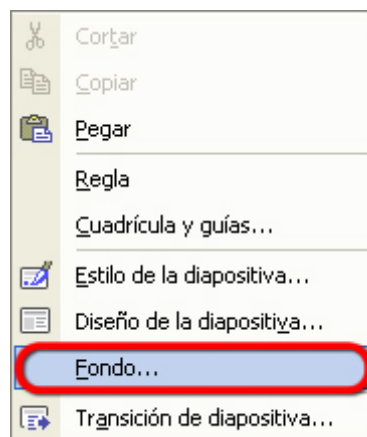 Cortar
Copiar
Pegar
Regla
Cuadrícula y guías...
Estilo de la diapositiva...
Diseño de la diapositiva...
Fondo...
Transición de diapositiva...